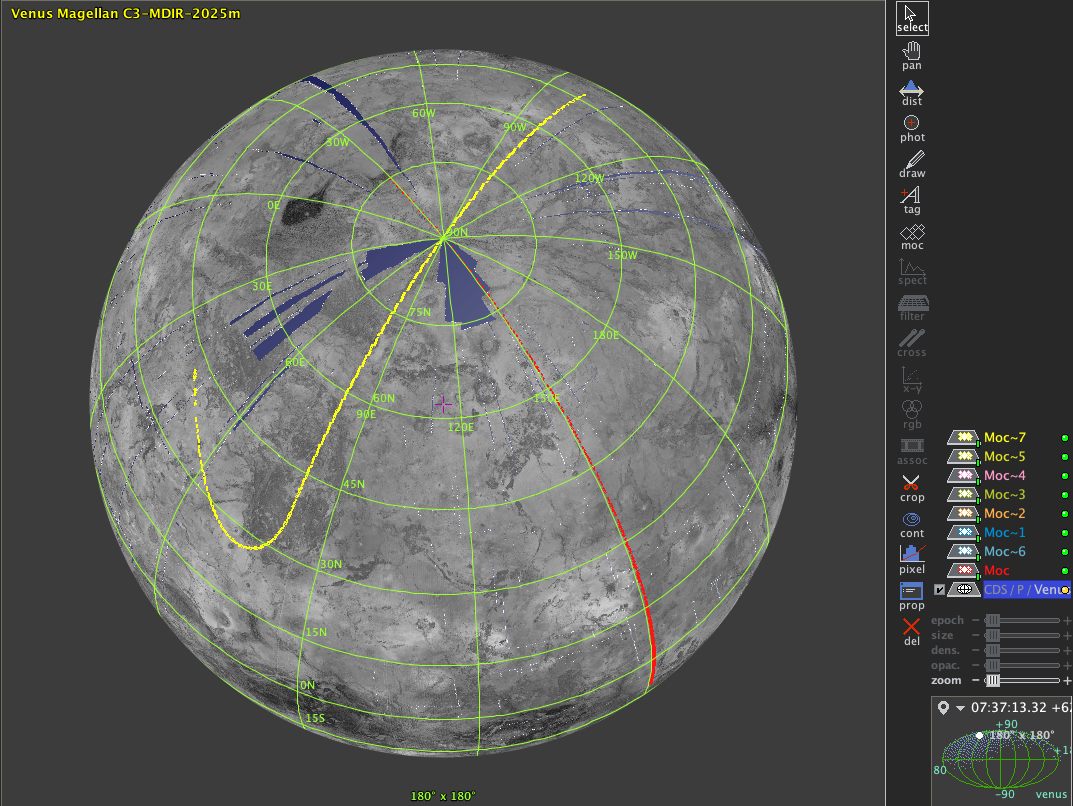 Venus Magellan C3-MDIR-2025m
select
pan
dist
phot
draw
tag
moc
spect
filter
cross
x-y
rgb
assoc
crop
cont
pixel
prop
del
60W
90W
30W
120W
0E
90N
150W
30E
75N
180E
60E
60N
150E
90E
120E
45N
30N
15N
0N
15S
180° x 180°
Moc~7
Moc~5
Moc~4
Moc~3
Moc~2
Moc~1
Moc~6
Moc
CDS / P / Venu
epoch − +
size − +
dens. − +
opac. − +
zoom − +
07:37:13.32 +62
+90
180° x 180°
+18
80
−90
venus